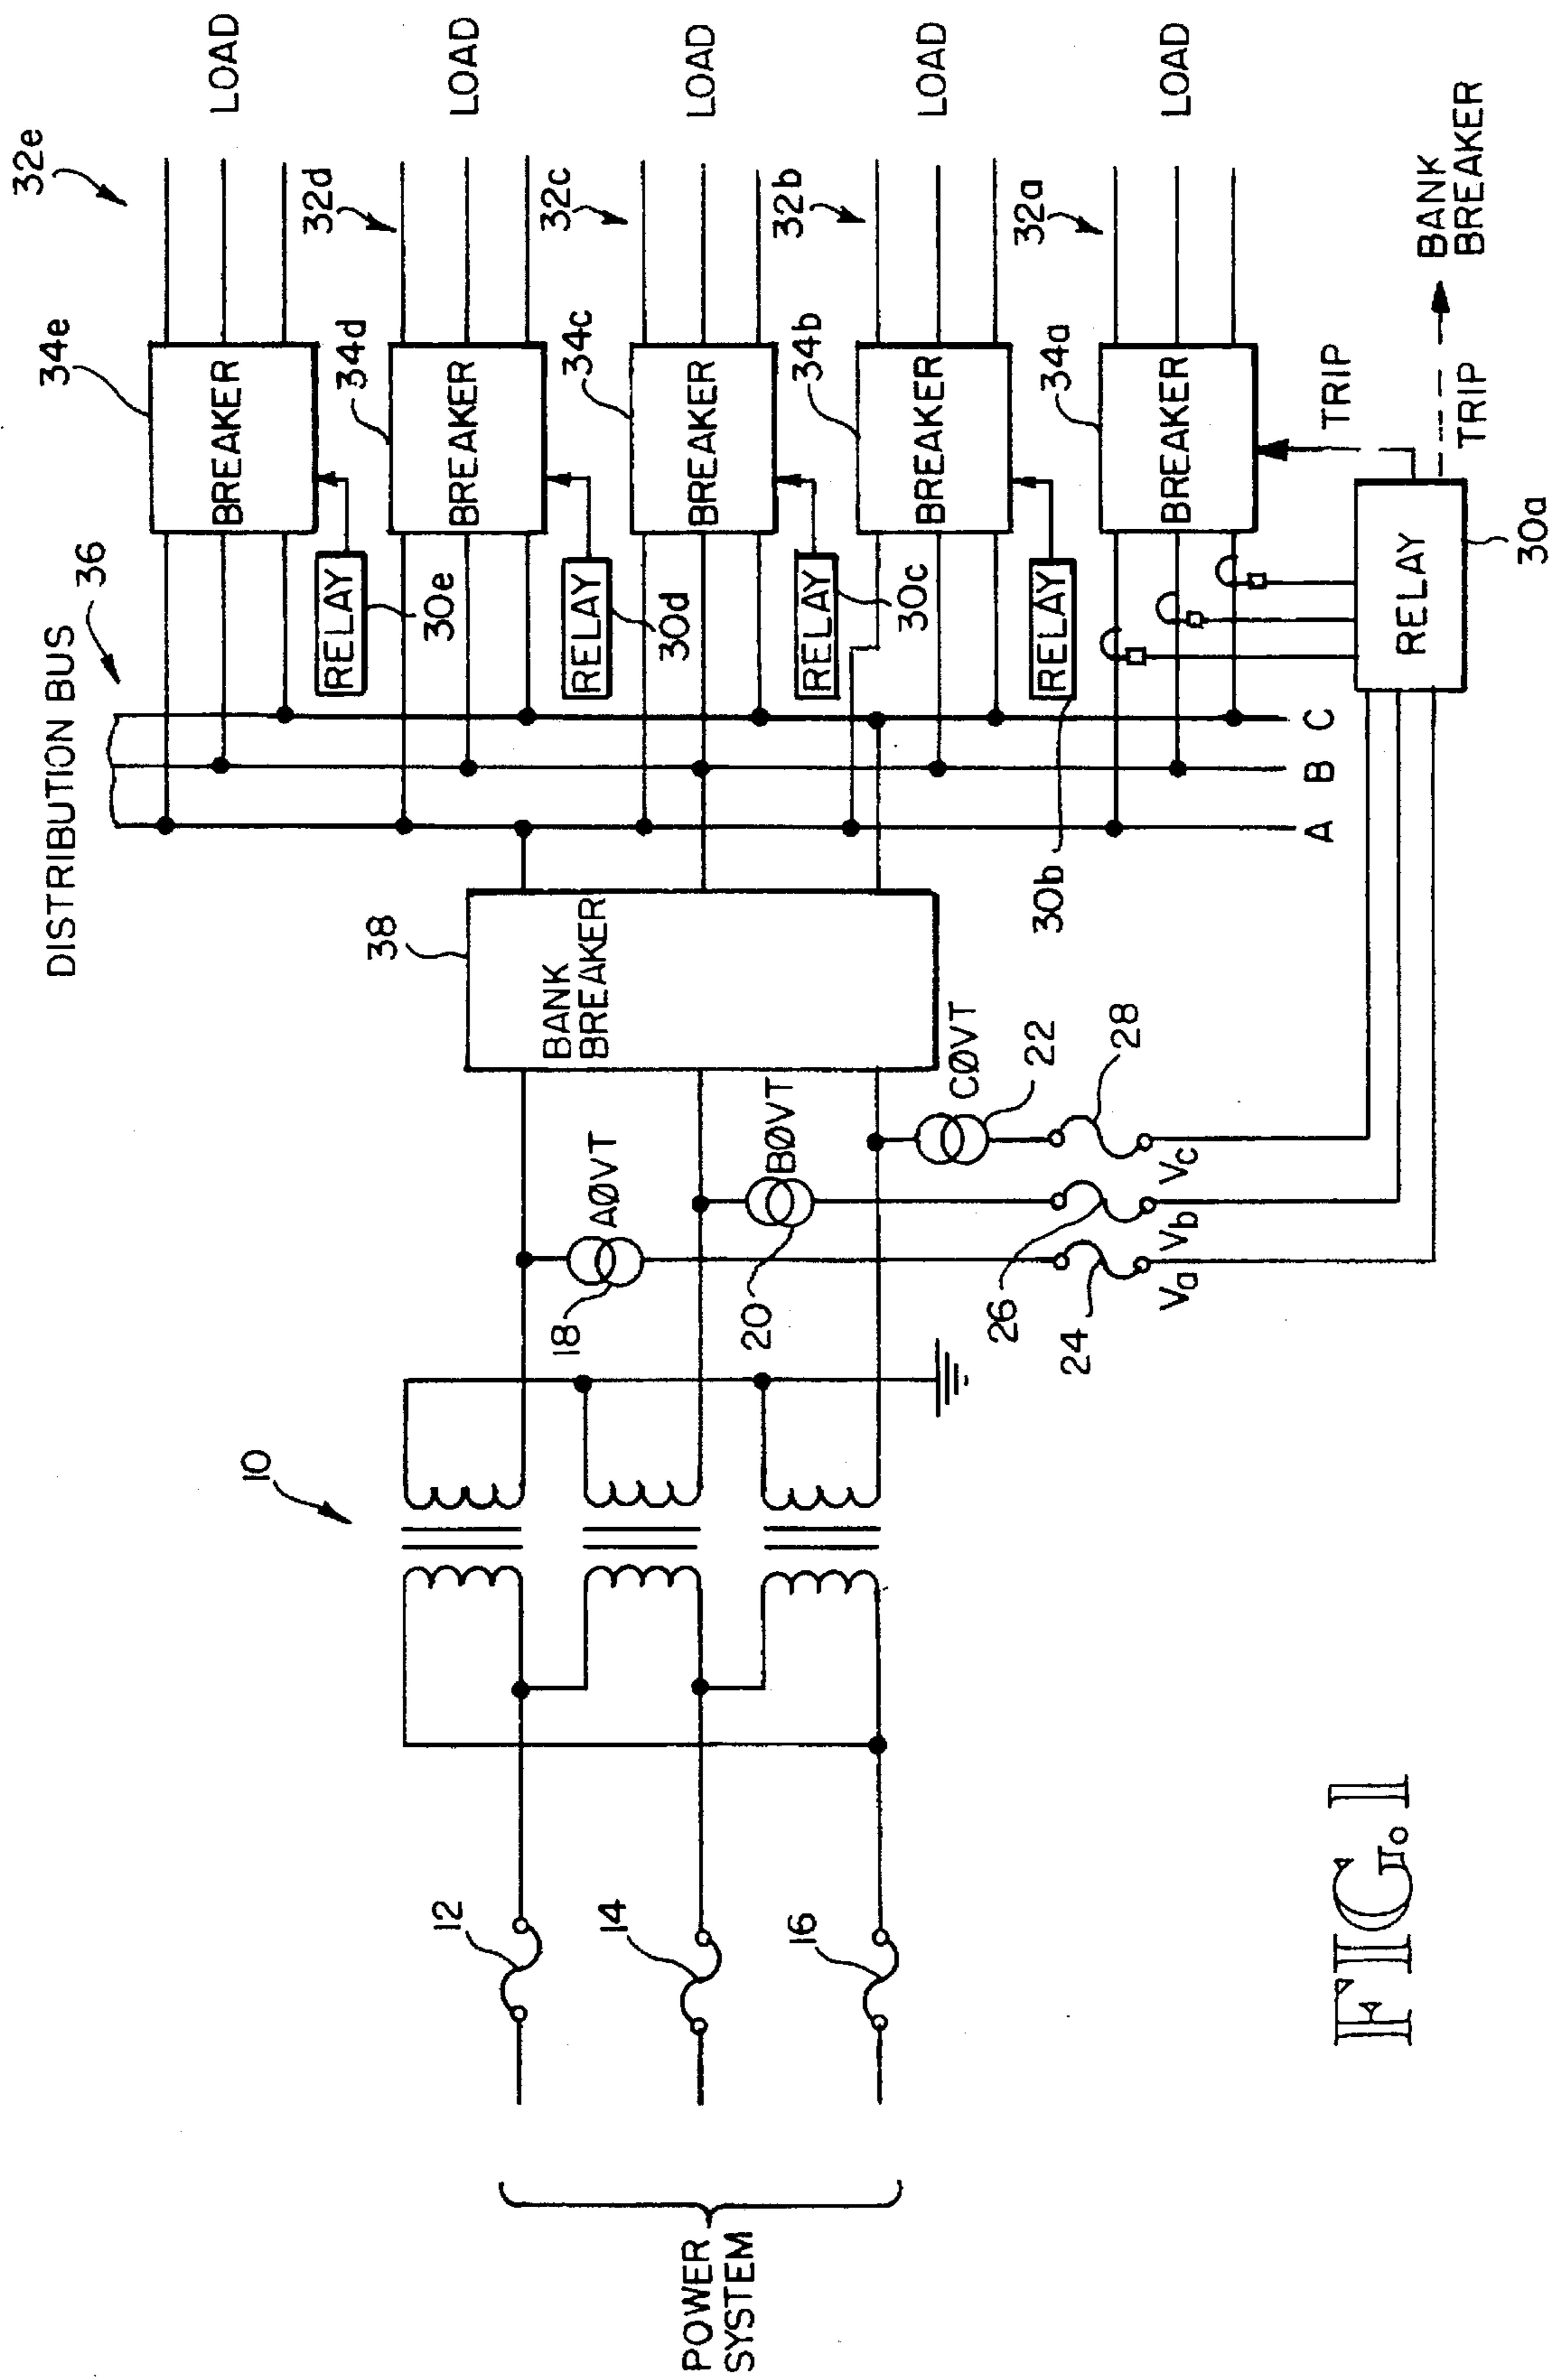 DISTRIBUTION BUS
36
32e
34e
BREAKER
LOAD
RELAY
30e
32d
34d
BREAKER
LOAD
RELAY
30d
32c
34c
BREAKER
LOAD
RELAY
30c
32b
34b
BREAKER
LOAD
RELAY
30b
32a
34a
BREAKER
LOAD
TRIP
TRIP
BANK
BREAKER
RELAY
30a
A
B
C
38
BANK
BREAKER
10
AØVT
18
BØVT
20
CØVT
22
28
26
24
Va
Vb
Vc
12
14
16
POWER
SYSTEM
FIG. 1